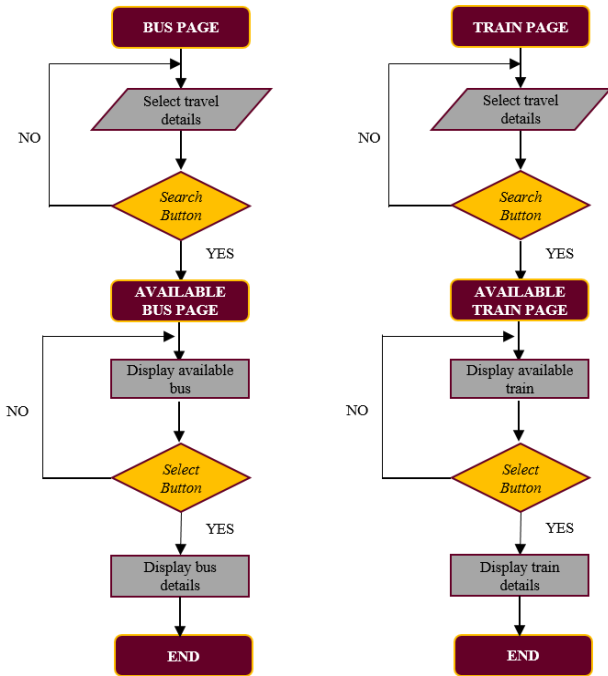 BUS PAGE
Select travel
details
NO
Search
Button
YES
AVAILABLE
BUS PAGE
Display available
bus
NO
Select
Button
YES
Display bus
details
END
TRAIN PAGE
Select travel
details
NO
Search
Button
YES
AVAILABLE
TRAIN PAGE
Display available
train
NO
Select
Button
YES
Display train
details
END